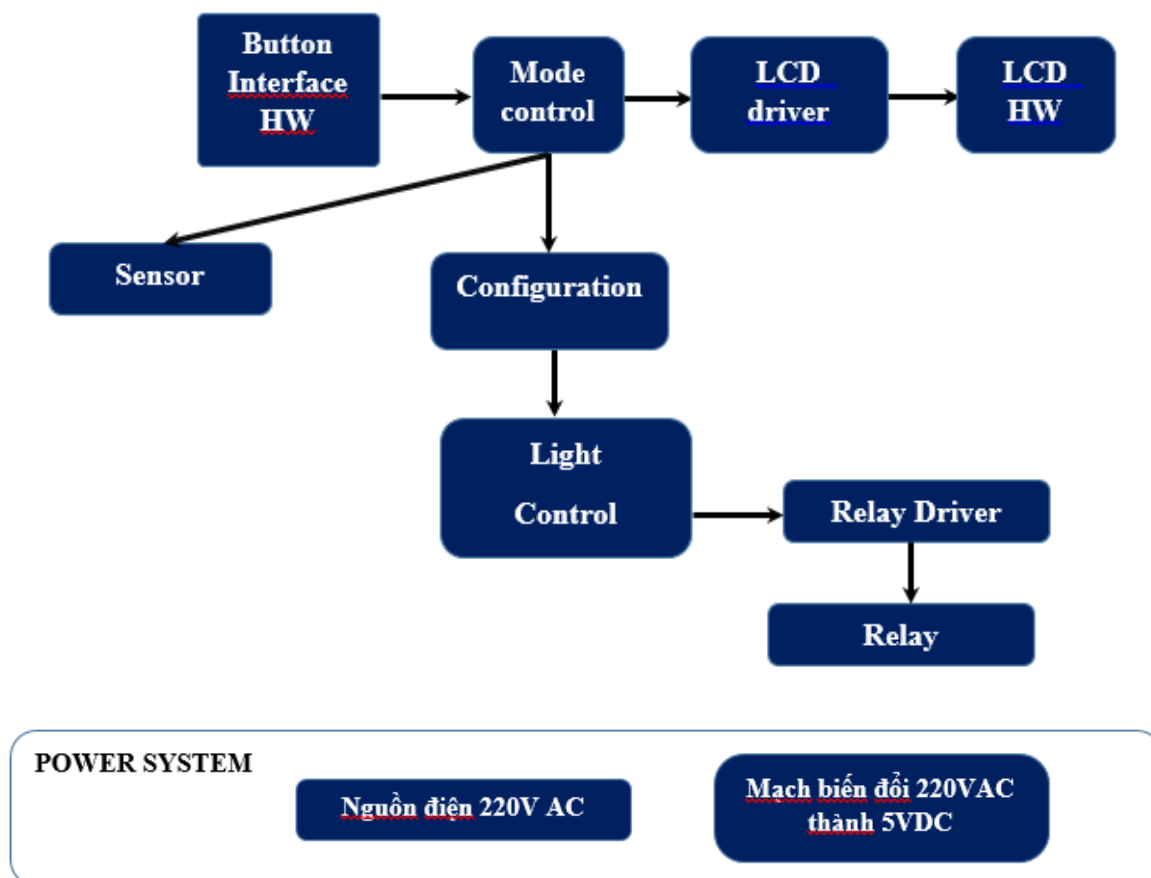 Button
Interface
HW
Mode
control
LCD
driver
LCD
HW
Sensor
Configuration
Light
Control
Relay Driver
Relay
POWER SYSTEM
Nguồn điện 220V AC
Mạch biến đổi 220VAC
thành 5VDC